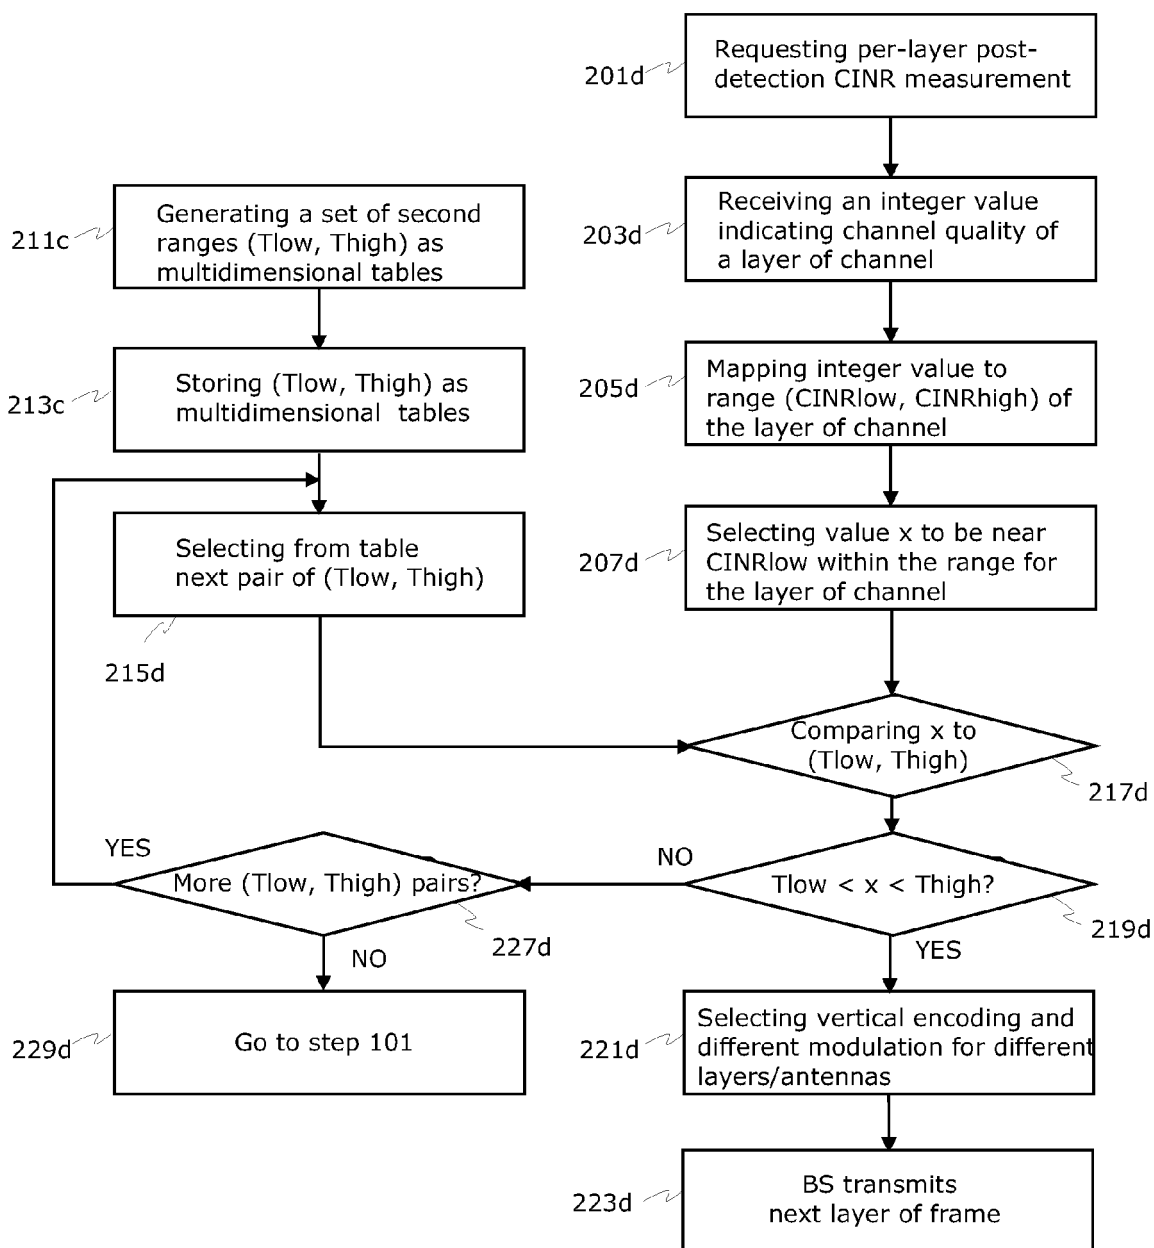 Requesting per-layer post-
detection CINR measurement
201d
Generating a set of second
ranges (Tlow, Thigh) as
multidimensional tables
211c
Receiving an integer value
indicating channel quality of
a layer of channel
203d
Storing (Tlow, Thigh) as
multidimensional tables
213c
Mapping integer value to
range (CINRlow, CINRhigh) of
the layer of channel
205d
Selecting from table
next pair of (Tlow, Thigh)
215d
Selecting value x to be near
CINRlow within the range for
the layer of channel
207d
Comparing x to
(Tlow, Thigh)
217d
YES
More (Tlow, Thigh) pairs?
227d
NO
NO
Tlow < x < Thigh?
219d
YES
Go to step 101
229d
Selecting vertical encoding and
different modulation for different
layers/antennas
221d
BS transmits
next layer of frame
223d